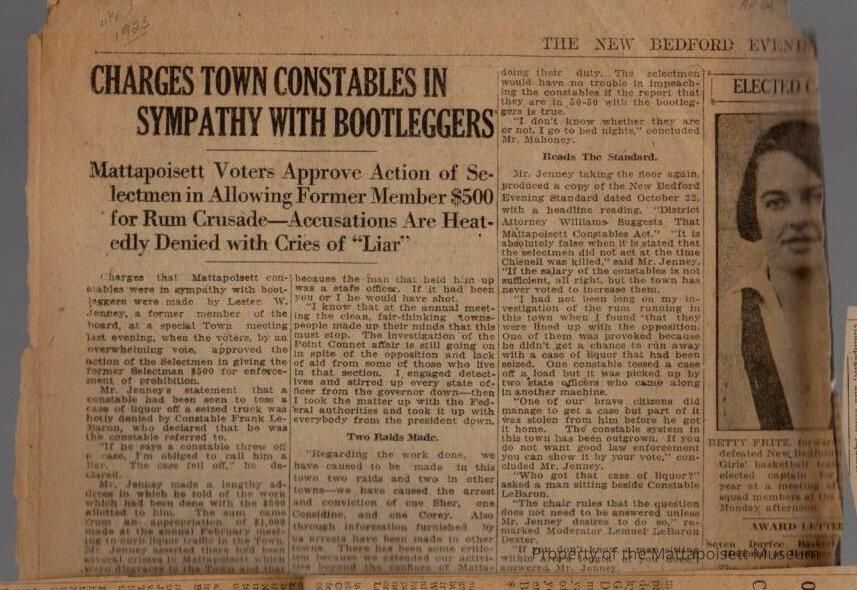 1925
THE NEW BEDFORD EVENIN
CHARGES TOWN CONSTABLES IN
SYMPATHY WITH BOOTLEGGERS
Mattapoisett Voters Approve Action of Se-
lectmen in Allowing Former Member $500
for Rum Crusade—Accusations Are Heat-
edly Denied with Cries of "Liar"
Charges that Mattapoisett con-
stables were in sympathy with boot-
leggers were made by Lester W.
Jenney, a former member of the
board, at a special Town meeting
last evening, when the voters, by an
overwhelming vote, approved the
action of the Selectmen in giving the
former Selectman $500 for enforce-
ment of prohibition.
Mr. Jenney's statement that a
constable had been seen to toss a
case of liquor off a seized truck was
hotly denied by Constable Frank Le-
Baron, who declared that he was
the constable referred to.
"If he says a constable threw off
a case, I'm obliged to call him a
liar. The case fell off," he de-
clared.
Mr. Jenney made a lengthy ad-
dress in which he told of the work
which had been done with the $500
allotted to him. The sum came
from an appropriation of $1,000
made at the annual February meet-
ing to curb liquor traffic in the Town.
Mr. Jenney asserted there had been
several crimes in Mattapoisett which
were disgraces to the Town and that
because the man that held him up
was a state officer. If it had been
you or I he would have shot.
"I know that at the annual meet-
ing the clean, fair-thinking towns-
people made up their minds that this
must stop. The investigation of the
Point Connet affair is still going on
in spite of the opposition and lack
of aid from some of those who live
in that section. I engaged detect-
ives and stirred up every state of-
ficer from the governor down—then
I took the matter up with the Fed-
eral authorities and took it up with
everybody from the president down.
Two Raids Made.
"Regarding the work done, we
have caused to be made in this
town two raids and two in other
towns—we have caused the arrest
and conviction of one Sher, one
Considine, and one Corey. Also
through information furnished by
us arrests have been made in other
towns. There has been some critic-
ism because we extended our activi-
ties beyond the confines of Matta-
doing their duty. The selectmen
would have no trouble in impeach-
ing the constables if the report that
they are in 50-50 with the bootleg-
gers is true.
"I don't know whether they are
or not. I go to bed nights," concluded
Mr. Mahoney.
Reads The Standard.
Mr. Jenney taking the floor again,
produced a copy of the New Bedford
Evening Standard dated October 22,
with a headline reading, "District
Attorney Williams Suggests That
Mattapoisett Constables Act." "It is
absolutely false when it is stated that
the selectmen did not act at the time
Chisnell was killed," said Mr. Jenney.
"If the salary of the constables is not
sufficient, all right, but the town has
never voted to increase them.
"I had not been long on my in-
vestigation of the rum running in
this town when I found that they
were lined up with the opposition.
One of them was provoked because
he didn't get a chance to run away
with a case of liquor that had been
seized. One constable tossed a case
off a load but it was picked up by
two state officers who came along
in another machine.
"One of our brave citizens did
manage to get a case but part of it
was stolen from him before he got
it home. The constable system in
this town has been outgrown. If you
do not want good law enforcement
you can show it by your vote," con-
cluded Mr. Jenney.
"Who got that case of liquor?"
asked a man sitting beside Constable
LeBaron.
"The chair rules that the question
does not need to be answered unless
Mr. Jenney desires to do so," re-
marked Moderator Lemuel LeBaron
Dexter.
answered Mr. Jenney.
ELECTED C
BETTY FRITZ, forward
defeated New Bedford
Girls' basketball team
elected captain
year at a meeting
squad members at the
Monday afternoon.
AWARD LETTER
Seven Durfee Basket
Property of the Mattapoisett Museum